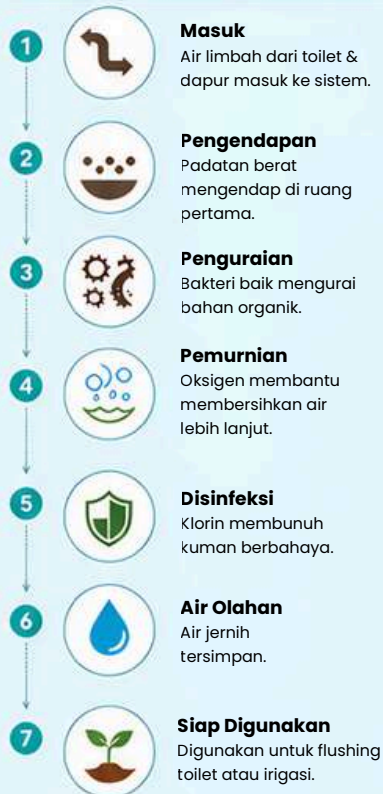 1
Masuk
Air limbah dari toilet &
dapur masuk ke sistem.
2
Pengendapan
Padatan berat
mengendap di ruang
pertama.
3
Penguraian
Bakteri baik mengurai
bahan organik.
4
Pemurnian
Oksigen membantu
membersihkan air
lebih lanjut.
5
Disinfeksi
Klorin membunuh
kuman berbahaya.
6
Air Olahan
Air jernih
tersimpan.
7
Siap Digunakan
Digunakan untuk flushing
toilet atau irigasi.